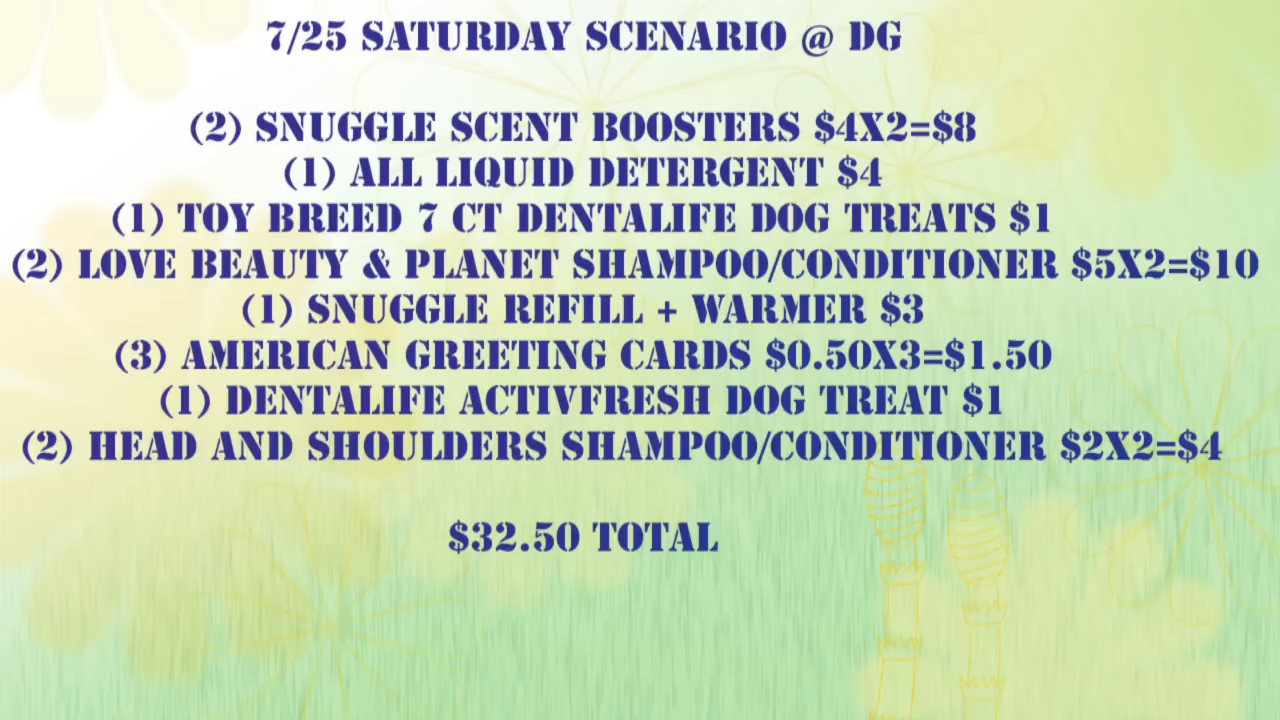 7/25 SATURDAY SCENARIO @ DG
(2) SNUGGLE SCENT BOOSTERS $4X2=$8
(1) ALL LIQUID DETERGENT $4
(1) TOY BREED 7 CT DENTALIFE DOG TREATS $1
(2) LOVE BEAUTY & PLANET SHAMPOO/CONDITIONER $5X2=$10
(1) SNUGGLE REFILL + WARMER $3
(3) AMERICAN GREETING CARDS $0.50X3=$1.50
(1) DENTALIFE ACTIVFRESH DOG TREAT $1
(2) HEAD AND SHOULDERS SHAMPOO/CONDITIONER $2X2=$4
$32.50 TOTAL